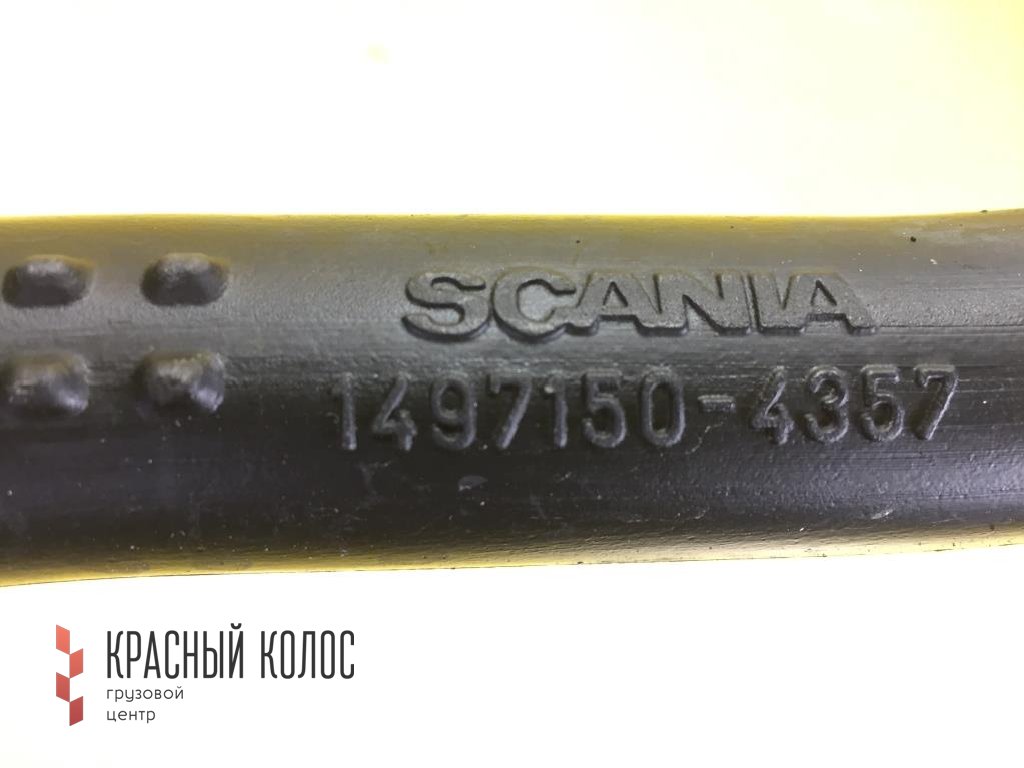 SCANIA
1497150-4357
КРАСНЫЙ КОЛОС
грузовой
центр